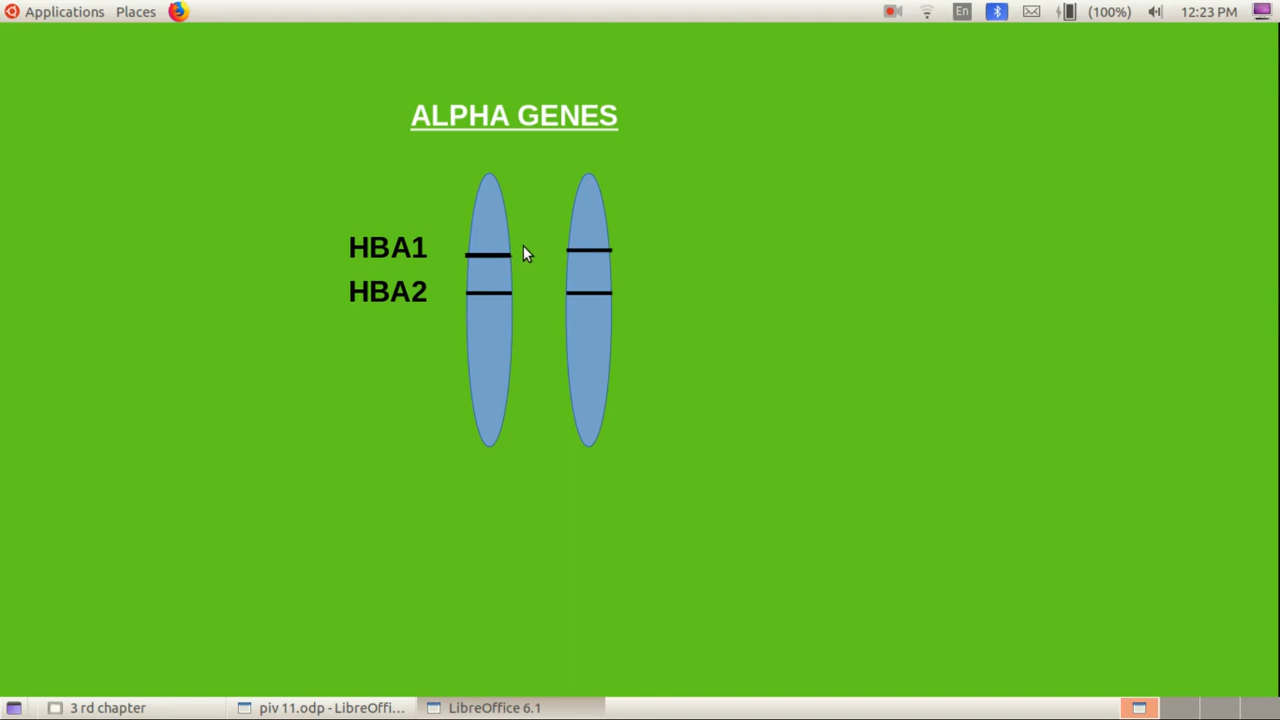 Applications Places En (100%) 12:23 PM
ALPHA GENES
HBA1
HBA2
3 rd chapter piv 11.odp - LibreOffi... LibreOffice 6.1